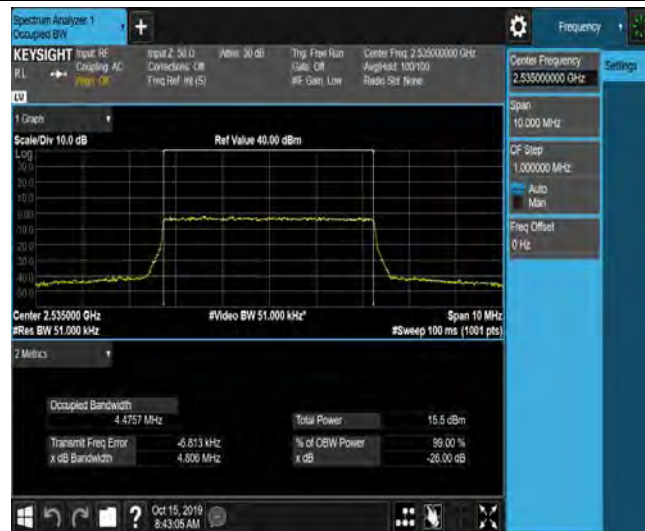 Spectrum Analyzer 1
Occupied BW
Frequency
KEYSIGHT
RL
LV
Input: RF
Coupling: AC
Align: Off
Input Z: 50 Ω
Corrections: Off
Freq Ref: Int (S)
Atten: 30 dB
Trig: Free Run
Gate: Off
#IF Gain: Low
Center Freq: 2.535000000 GHz
Avg|Hold: 100/100
Radio Std: None
Center Frequency
2.535000000 GHz
Settings
Span
10.000 MHz
CF Step
1.000000 MHz
Auto
Man
Freq Offset
0 Hz
1 Graph
Scale/Div 10.0 dB
Ref Value 40.00 dBm
Log
30.0
20.0
10.0
0.00
-10.0
-20.0
-30.0
-40.0
-50.0
Center 2.535000 GHz
#Video BW 51.000 kHz*
Span 10 MHz
#Res BW 51.000 kHz
#Sweep 100 ms (1001 pts)
2 Metrics
Occupied Bandwidth
4.4757 MHz
Total Power
15.5 dBm
Transmit Freq Error
-6.813 kHz
% of OBW Power
99.00 %
x dB Bandwidth
4.806 MHz
x dB
-26.00 dB
?
Oct 15, 2019
8:43:05 AM